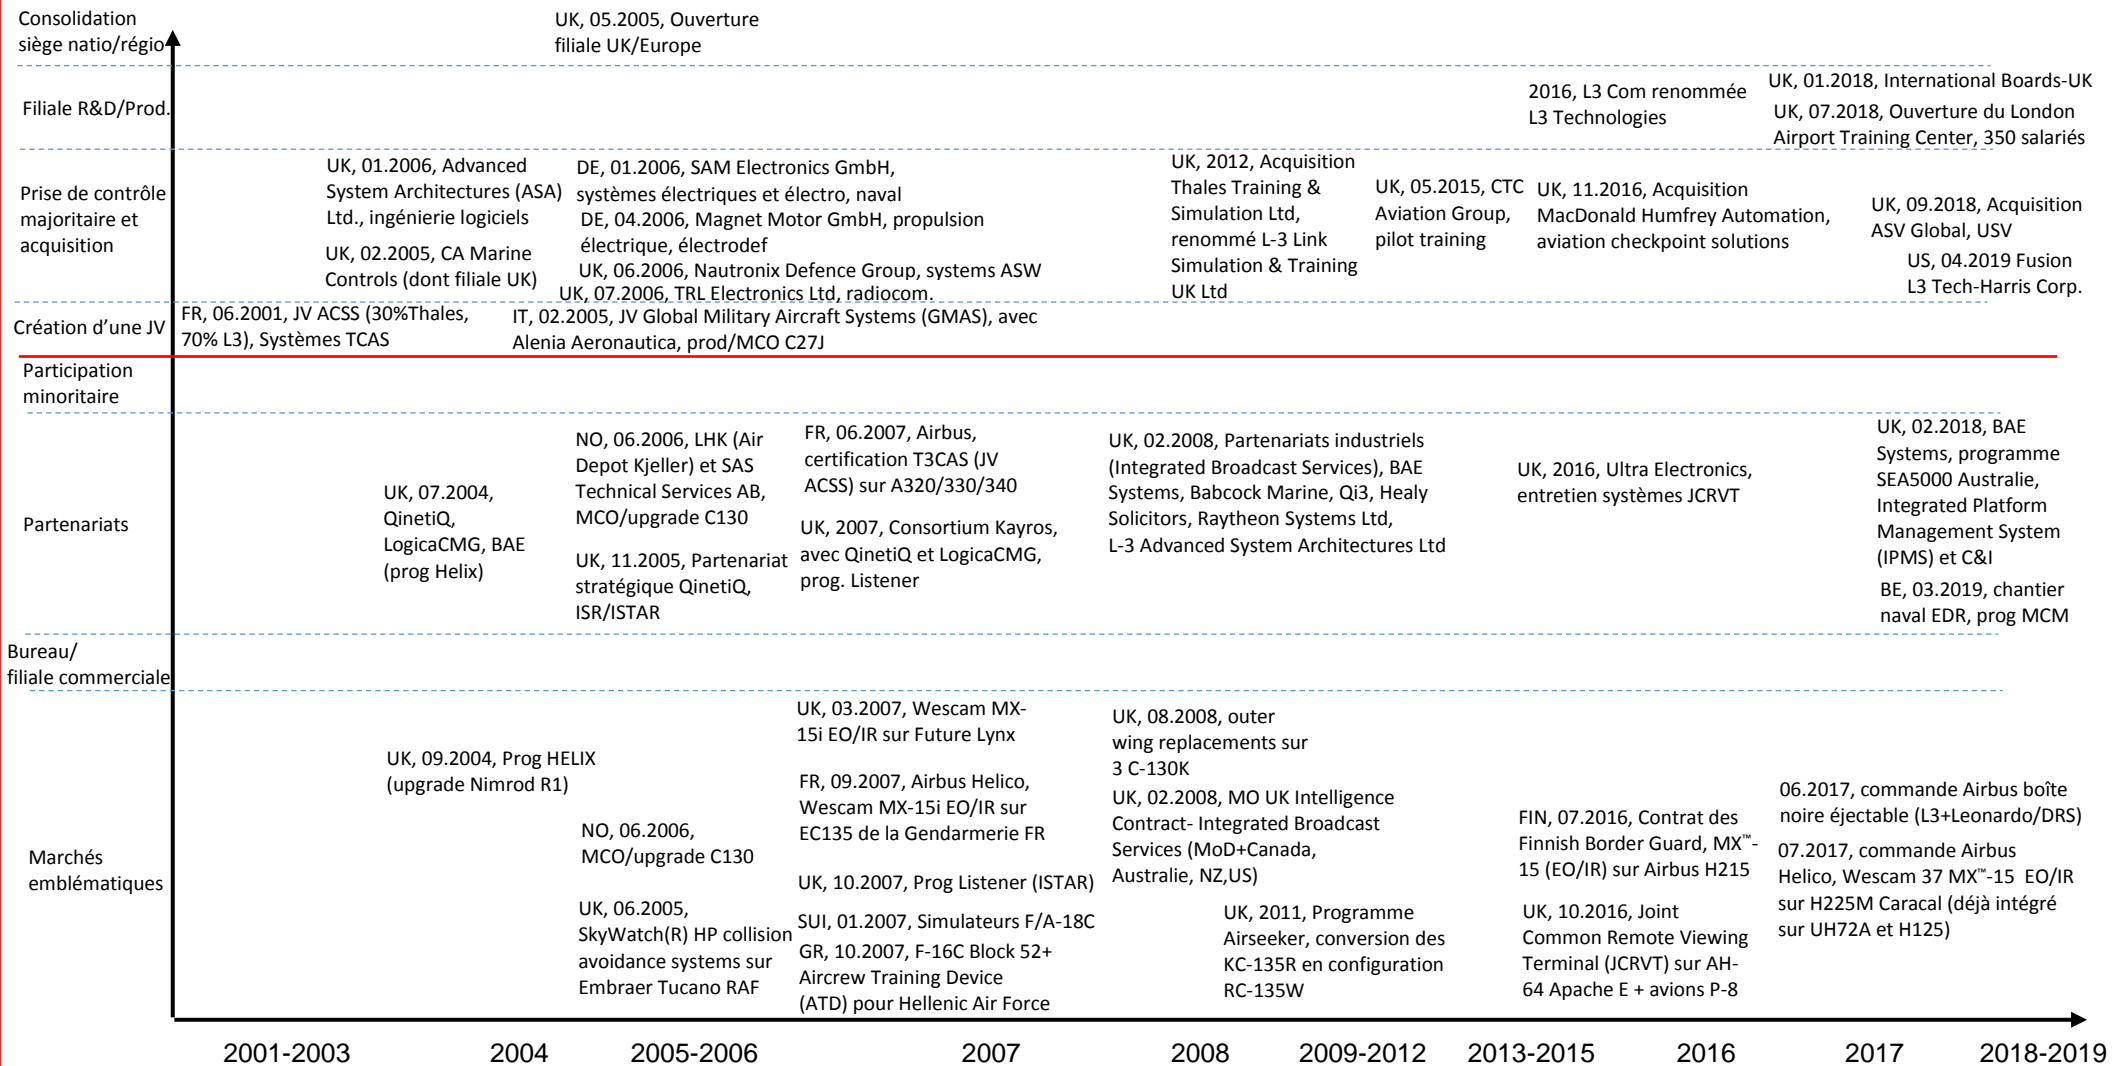 Consolidation
siège natio/régio
UK, 05.2005, Ouverture
filiale UK/Europe
Filiale R&D/Prod.
2016, L3 Com renommée
L3 Technologies
UK, 01.2018, International Boards-UK
UK, 07.2018, Ouverture du London
Airport Training Center, 350 salariés
Prise de contrôle
majoritaire et
acquisition
UK, 01.2006, Advanced
System Architectures (ASA)
Ltd., ingénierie logiciels
UK, 02.2005, CA Marine
Controls (dont filiale UK)
DE, 01.2006, SAM Electronics GmbH,
systèmes électriques et électro, naval
DE, 04.2006, Magnet Motor GmbH, propulsion
électrique, électrodef
UK, 06.2006, Nautronix Defence Group, systems ASW
UK, 07.2006, TRL Electronics Ltd, radiocom.
UK, 2012, Acquisition
Thales Training &
Simulation Ltd,
renommé L-3 Link
Simulation & Training
UK Ltd
UK, 05.2015, CTC
Aviation Group,
pilot training
UK, 11.2016, Acquisition
MacDonald Humfrey Automation,
aviation checkpoint solutions
UK, 09.2018, Acquisition
ASV Global, USV
US, 04.2019 Fusion
L3 Tech-Harris Corp.
Création d'une JV
FR, 06.2001, JV ACSS (30%Thales,
70% L3), Systèmes TCAS
IT, 02.2005, JV Global Military Aircraft Systems (GMAS), avec
Alenia Aeronautica, prod/MCO C27J
Participation
minoritaire
Partenariats
UK, 07.2004,
QinetiQ,
LogicaCMG, BAE
(prog Helix)
NO, 06.2006, LHK (Air
Depot Kjeller) et SAS
Technical Services AB,
MCO/upgrade C130
UK, 11.2005, Partenariat
stratégique QinetiQ,
ISR/ISTAR
FR, 06.2007, Airbus,
certification T3CAS (JV
ACSS) sur A320/330/340
UK, 2007, Consortium Kayros,
avec QinetiQ et LogicaCMG,
prog. Listener
UK, 02.2008, Partenariats industriels
(Integrated Broadcast Services), BAE
Systems, Babcock Marine, Qi3, Healy
Solicitors, Raytheon Systems Ltd,
L-3 Advanced System Architectures Ltd
UK, 2016, Ultra Electronics,
entretien systèmes JCRVT
UK, 02.2018, BAE
Systems, programme
SEA5000 Australie,
Integrated Platform
Management System
(IPMS) et C&I
BE, 03.2019, chantier
naval EDR, prog MCM
Bureau/
filiale commerciale
Marchés
emblématiques
UK, 09.2004, Prog HELIX
(upgrade Nimrod R1)
NO, 06.2006,
MCO/upgrade C130
UK, 06.2005,
SkyWatch(R) HP collision
avoidance systems sur
Embraer Tucano RAF
UK, 03.2007, Wescam MX-
15i EO/IR sur Future Lynx
FR, 09.2007, Airbus Helico,
Wescam MX-15i EO/IR sur
EC135 de la Gendarmerie FR
UK, 10.2007, Prog Listener (ISTAR)
SUI, 01.2007, Simulateurs F/A-18C
GR, 10.2007, F-16C Block 52+
Aircrew Training Device
(ATD) pour Hellenic Air Force
UK, 08.2008, outer
wing replacements sur
3 C-130K
UK, 02.2008, MO UK Intelligence
Contract- Integrated Broadcast
Services (MoD+Canada,
Australie, NZ,US)
UK, 2011, Programme
Airseeker, conversion des
KC-135R en configuration
RC-135W
FIN, 07.2016, Contrat des
Finnish Border Guard, MX™-
15 (EO/IR) sur Airbus H215
UK, 10.2016, Joint
Common Remote Viewing
Terminal (JCRVT) sur AH-
64 Apache E + avions P-8
06.2017, commande Airbus boîte
noire éjectable (L3+Leonardo/DRS)
07.2017, commande Airbus
Helico, Wescam 37 MX™-15 EO/IR
sur H225M Caracal (déjà intégré
sur UH72A et H125)
2001-2003 2004 2005-2006 2007 2008 2009-2012 2013-2015 2016 2017 2018-2019